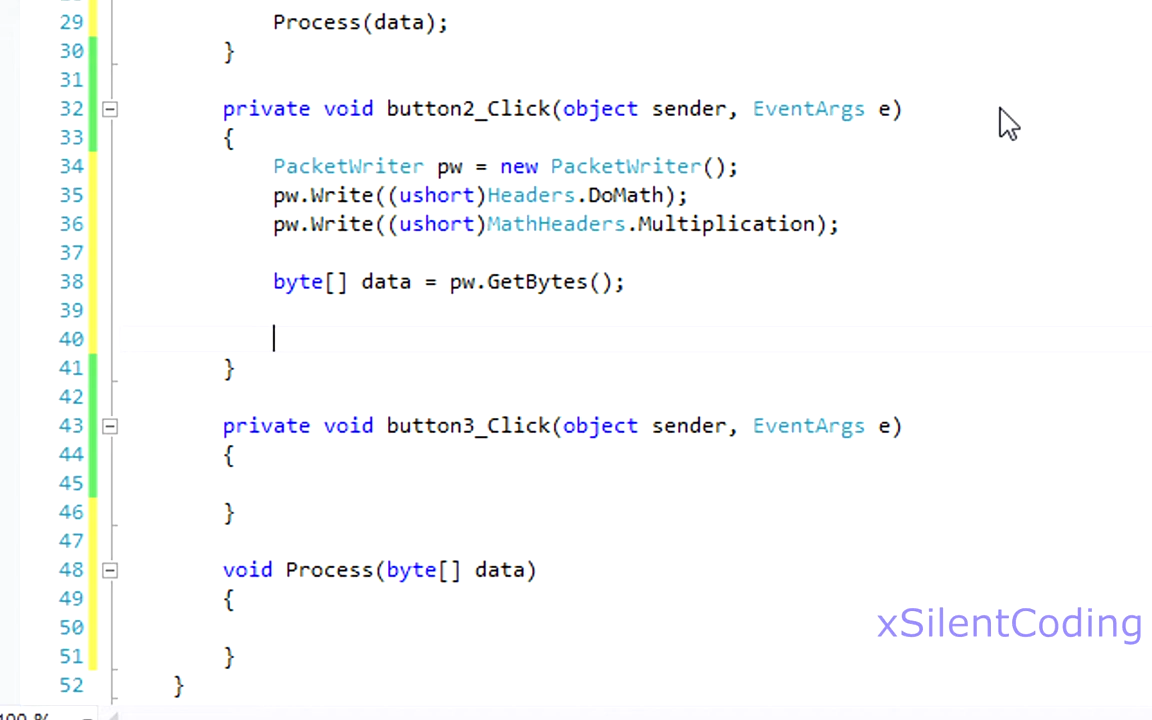 29 Process(data);
30 }
31
32 private void button2_Click(object sender, EventArgs e)
33 {
34 PacketWriter pw = new PacketWriter();
35 pw.Write((ushort)Headers.DoMath);
36 pw.Write((ushort)MathHeaders.Multiplication);
37
38 byte[] data = pw.GetBytes();
39
40
41 }
42
43 private void button3_Click(object sender, EventArgs e)
44 {
45
46 }
47
48 void Process(byte[] data)
49 {
50
51 }
52 }
xSilentCoding